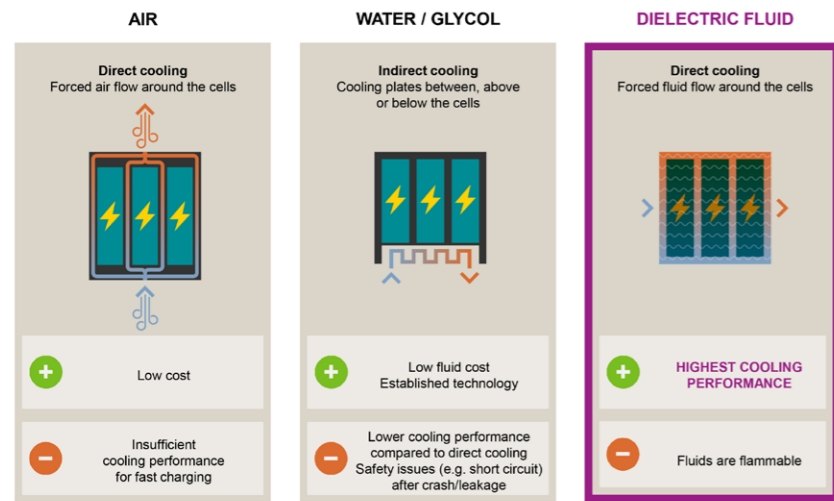 AIR
Direct cooling
Forced air flow around the cells
Low cost
Insufficient
cooling performance
for fast charging
WATER / GLYCOL
Indirect cooling
Cooling plates between, above
or below the cells
Low fluid cost
Established technology
Lower cooling performance
compared to direct cooling
Safety issues (e.g. short circuit)
after crash/leakage
DIELECTRIC FLUID
Direct cooling
Forced fluid flow around the cells
HIGHEST COOLING
PERFORMANCE
Fluids are flammable